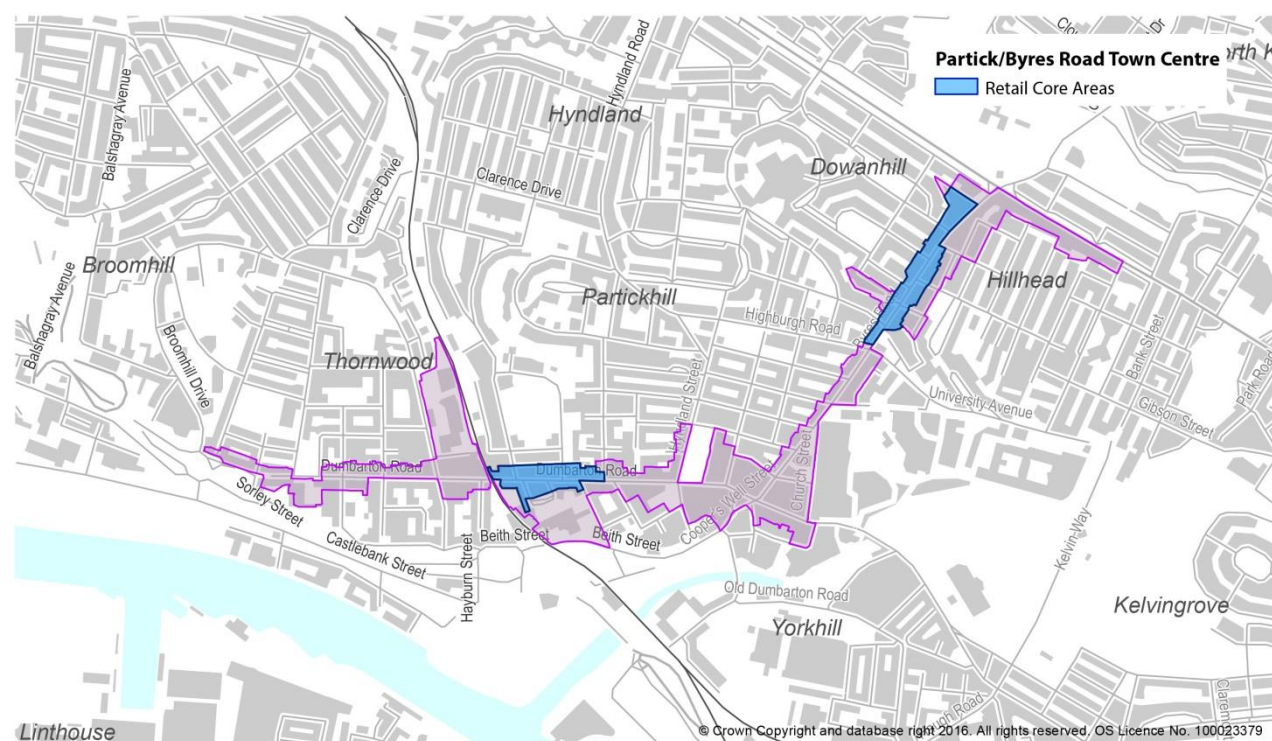 Partick/Byres Road Town Centre
Retail Core Areas
Balshagray Avenue
Hyndland Road
Hyndland
Clarence Drive
Clarence Drive
Dowanhill
Broomhill
Balshagray Avenue
Partickhill
Hillhead
Highburgh Road
Broomhill Drive
Thornwood
Bank Street
Park Road
University Avenue
Gibson Street
Hyndland Street
Dumbarton Road
Dumbarton Road
Church Street
Cooper's Well Street
Sorley Street
Beith Street
Beith Street
Castlebank Street
Hayburn Street
Kelvin Way
Old Dumbarton Road
Kelvingrove
Yorkhill
Linthouse
© Crown Copyright and database right 2016. All rights reserved. OS Licence No. 100023379